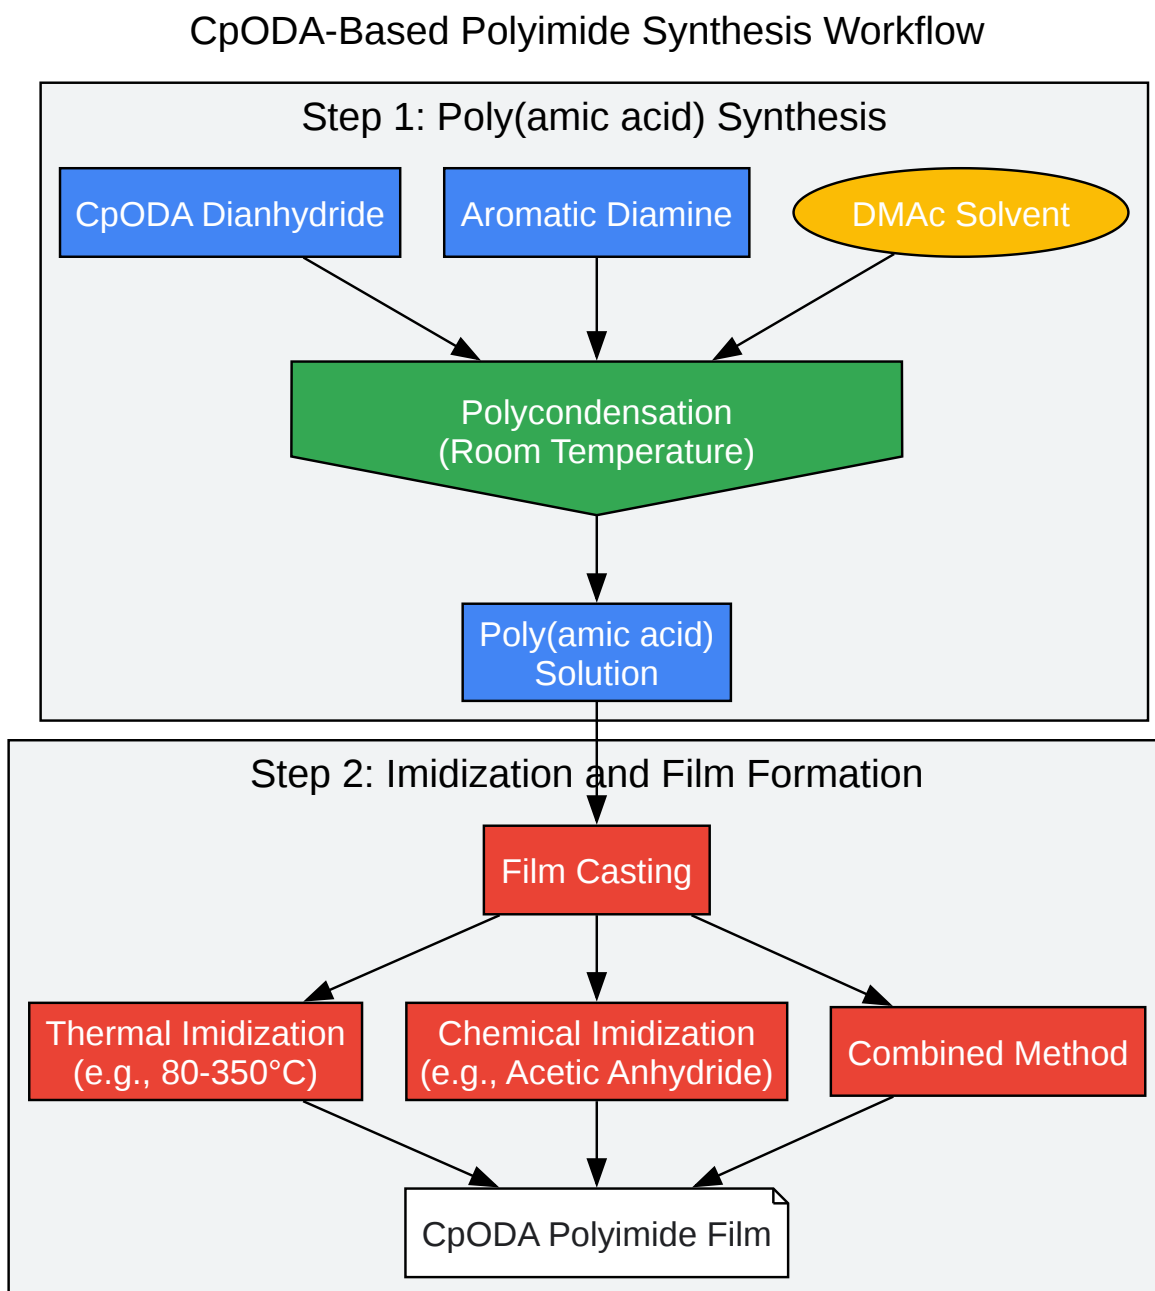 CpODA-Based Polyimide Synthesis Workflow
Step 1: Poly(amic acid) Synthesis
CpODA Dianhydride
Aromatic Diamine
DMAc Solvent
Polycondensation
(Room Temperature)
Poly(amic acid)
Solution
Step 2: Imidization and Film Formation
Film Casting
Thermal Imidization
(e.g., 80-350°C)
Chemical Imidization
(e.g., Acetic Anhydride)
Combined Method
CpODA Polyimide Film